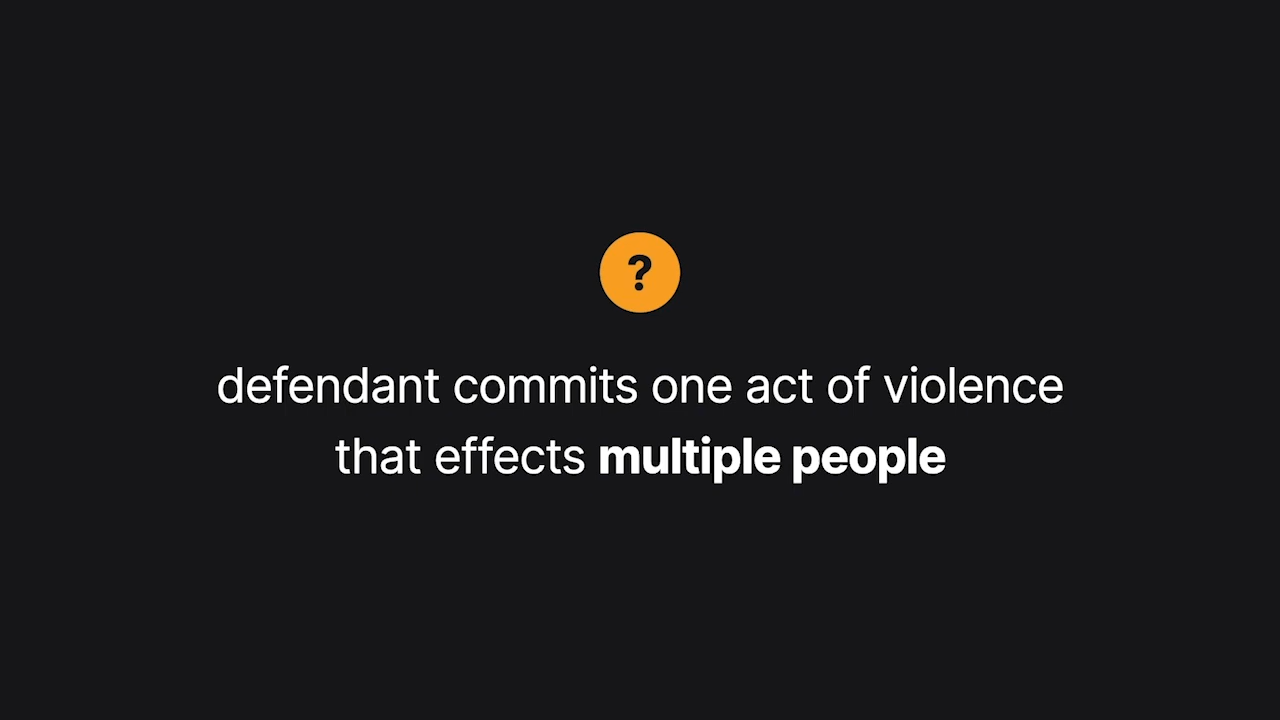 ?
defendant commits one act of violence
that effects multiple people